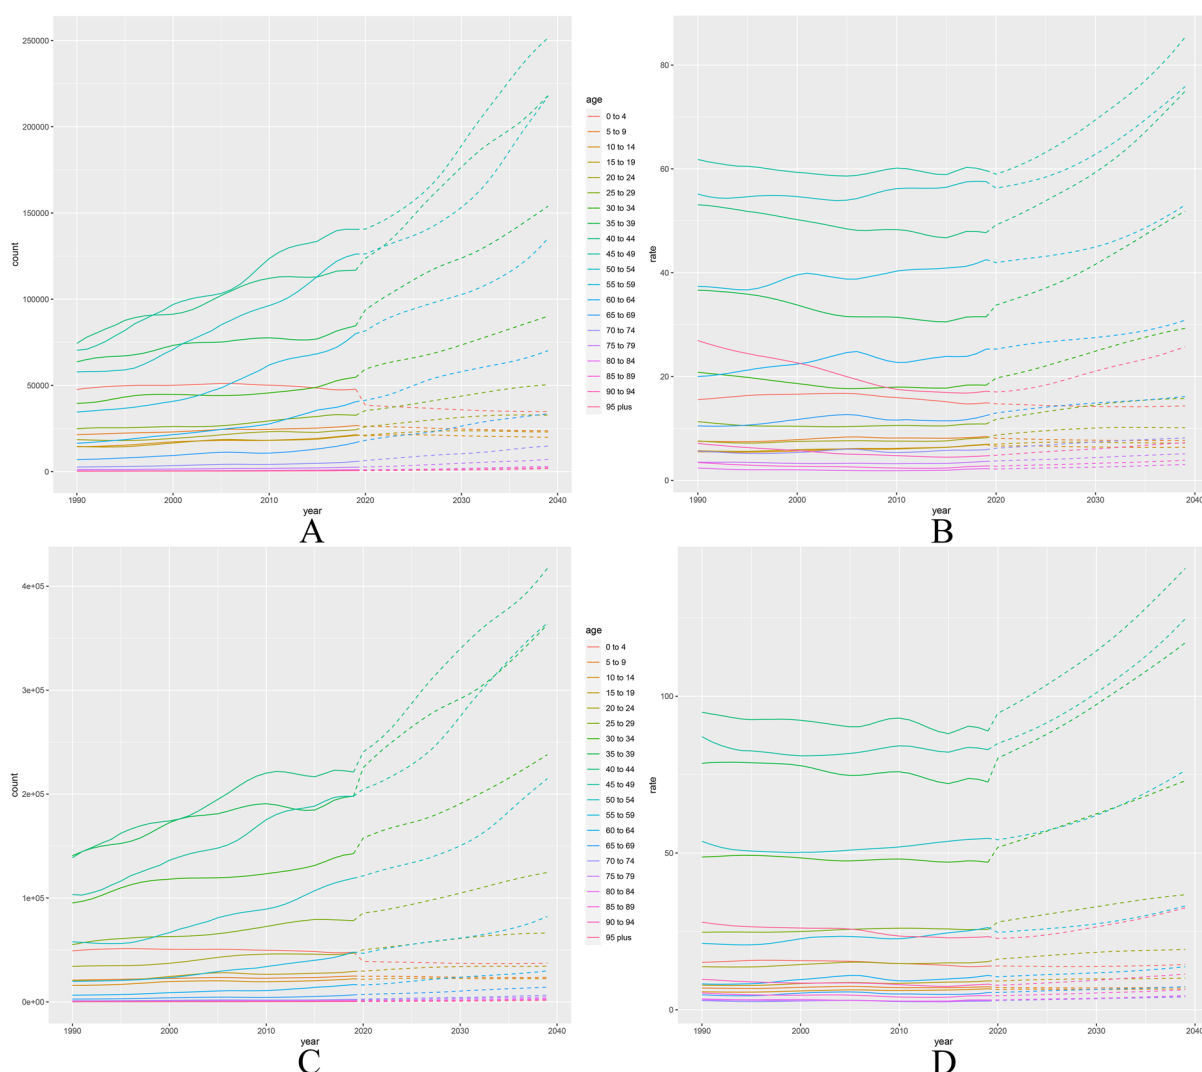 250000
200000
150000
100000
50000
0
count
1990
2000
2010
2020
2030
2040
year
A
age
0 to 4
5 to 9
10 to 14
15 to 19
20 to 24
25 to 29
30 to 34
35 to 39
40 to 44
45 to 49
50 to 54
55 to 59
60 to 64
65 to 69
70 to 74
75 to 79
80 to 84
85 to 89
90 to 94
95 plus
80
60
40
20
0
rate
1990
2000
2010
2020
2030
2040
year
B
4e+05
3e+05
2e+05
1e+05
0e+00
count
1990
2000
2010
2020
2030
2040
year
C
age
0 to 4
5 to 9
10 to 14
15 to 19
20 to 24
25 to 29
30 to 34
35 to 39
40 to 44
45 to 49
50 to 54
55 to 59
60 to 64
65 to 69
70 to 74
75 to 79
80 to 84
85 to 89
90 to 94
95 plus
100
50
0
rate
1990
2000
2010
2020
2030
2040
year
D